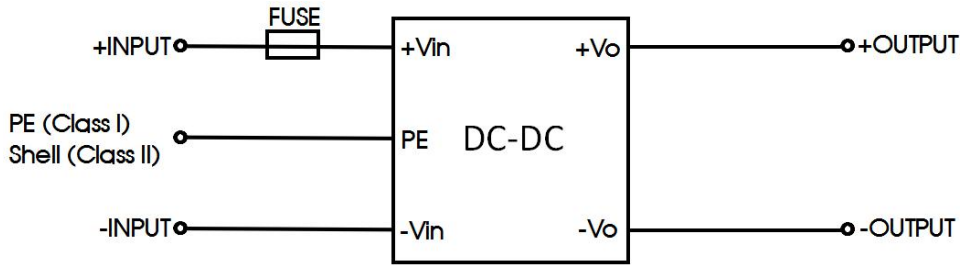 FUSE
+INPUT
+Vin
+Vo
+OUTPUT
PE (Class I)
Shell (Class II)
PE
DC-DC
-INPUT
-Vin
-Vo
-OUTPUT